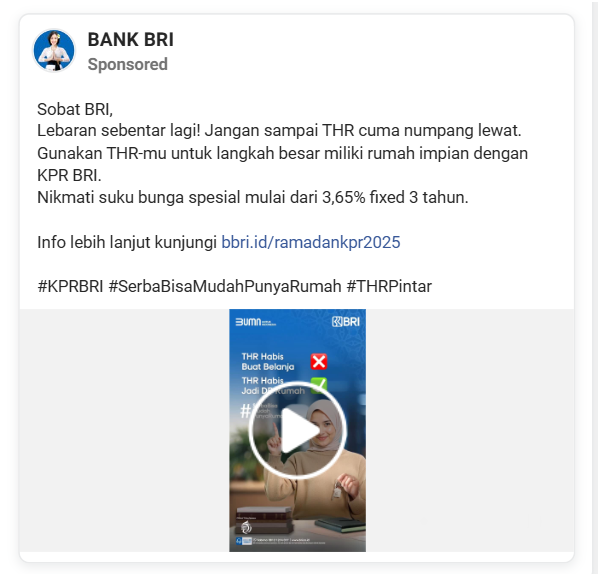 BANK BRI
Sponsored
Sobat BRI,
Lebaran sebentar lagi! Jangan sampai THR cuma numpang lewat.
Gunakan THR-mu untuk langkah besar miliki rumah impian dengan
KPR BRI.
Nikmati suku bunga spesial mulai dari 3,65% fixed 3 tahun.
Info lebih lanjut kunjungi bbri.id/ramadankpr2025
#KPRBRI #SerbaBisaMudahPunyaRumah #THRPintar
BUMN
BRI
THR Habis
Buat Belanja
THR Habis
Jadi DP Rumah